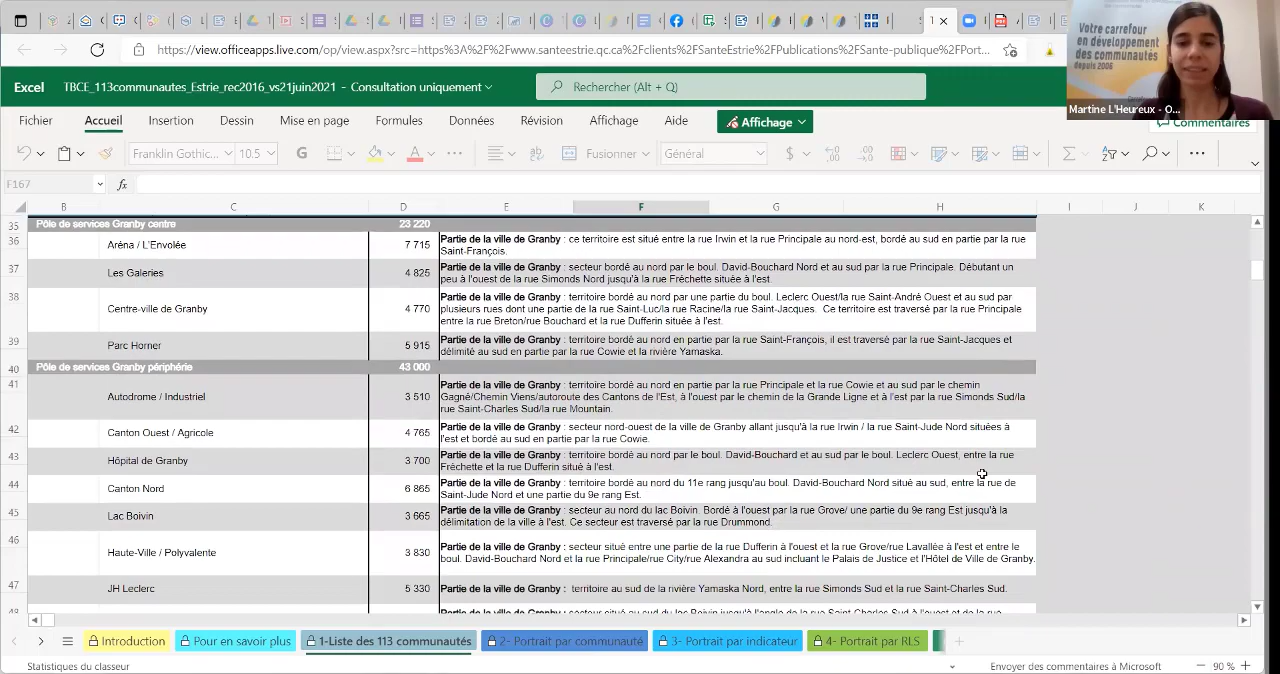 https://view.officeapps.live.com/op/view.aspx?src=http%3A%2F%2Fwww.santeestrie.qc.ca%2Fclients%2FSanteEstrie%2FPublications%2FSante-publique%2FPort...
Votre carrefour
en développement
des communautés
depuis 2006
Martine L'Heureux - O...
Excel TBCE_113communautes_Estrie_rec2016_vs21juin2021 - Consultation uniquement
Rechercher (Alt + Q)
Fichier Accueil Insertion Dessin Mise en page Formules Données Révision Affichage Aide Affichage
Commentaires
Franklin Gothic... 10.5 G Fusionner Général $
F167 fx
B C D E F G H I J K
35 Pôle de services Granby centre 23 220
36 Aréna / L'Envolée 7 715 Partie de la ville de Granby : ce territoire est situé entre la rue Irwin et la rue Principale au nord-est, bordé au sud en partie par la rue
Saint-François.
37 Les Galeries 4 825 Partie de la ville de Granby : secteur bordé au nord par le boul. David-Bouchard Nord et au sud par la rue Principale. Débutant un
peu à l'ouest de la rue Simonds Nord jusqu'à la rue Fréchette située à l'est.
38 Centre-ville de Granby 4 770 Partie de la ville de Granby : territoire bordé au nord par une partie du boul. Leclerc Ouest/la rue Saint-André Ouest et au sud par
plusieurs rues dont une partie de la rue Saint-Luc/la rue Racine/la rue Saint-Jacques. Ce territoire est traversé par la rue Principale
entre la rue Breton/rue Bouchard et la rue Dufferin située à l'est.
39 Parc Horner 5 915 Partie de la ville de Granby : territoire bordé au nord en partie par la rue Saint-François, il est traversé par la rue Saint-Jacques et
délimité au sud en partie par la rue Cowie et la rivière Yamaska.
40 Pôle de services Granby périphérie 43 000
41 Autodrome / Industriel 3 510 Partie de la ville de Granby : territoire bordé au nord en partie par la rue Principale et la rue Cowie et au sud par le chemin
Gagné/Chemin Viens/autoroute des Cantons de l'Est, à l'ouest par le chemin de la Grande Ligne et à l'est par la rue Simonds Sud/la
rue Saint-Charles Sud/la rue Mountain.
42 Canton Ouest / Agricole 4 765 Partie de la ville de Granby : secteur nord-ouest de la ville de Granby allant jusqu'à la rue Irwin / la rue Saint-Jude Nord situées à
l'est et bordé au sud en partie par la rue Cowie.
43 Hôpital de Granby 3 700 Partie de la ville de Granby : territoire bordé au nord par le boul. David-Bouchard et au sud par le boul. Leclerc Ouest, entre la rue
Fréchette et la rue Dufferin situé à l'est.
44 Canton Nord 6 865 Partie de la ville de Granby : territoire bordé au nord du 11e rang jusqu'au boul. David-Bouchard Nord situé au sud, entre la rue de
Saint-Jude Nord et une partie du 9e rang Est.
45 Lac Boivin 3 665 Partie de la ville de Granby : secteur au nord du lac Boivin. Bordé à l'ouest par la rue Grove/ une partie du 9e rang Est jusqu'à la
délimitation de la ville à l'est. Ce secteur est traversé par la rue Drummond.
46 Haute-Ville / Polyvalente 3 830 Partie de la ville de Granby : secteur situé entre une partie de la rue Dufferin à l'ouest et la rue Grove/rue Lavallée à l'est et entre le
boul. David-Bouchard Nord et la rue Principale/rue City/rue Alexandra au sud incluant le Palais de Justice et l'Hôtel de Ville de Granby.
47 JH Leclerc 5 330 Partie de la ville de Granby : territoire au sud de la rivière Yamaska Nord, entre la rue Simonds Sud et la rue Saint-Charles Sud.
48 Partie de la ville de Granby : secteur situé au sud du lac Boivin jusqu'à l'angle de la rue Saint-Charles Sud à l'ouest et de la rue
Introduction Pour en savoir plus 1-Liste des 113 communautés 2- Portrait par communauté 3- Portrait par indicateur 4- Portrait par RLS
Statistiques du classeur Envoyer des commentaires à Microsoft 90 %